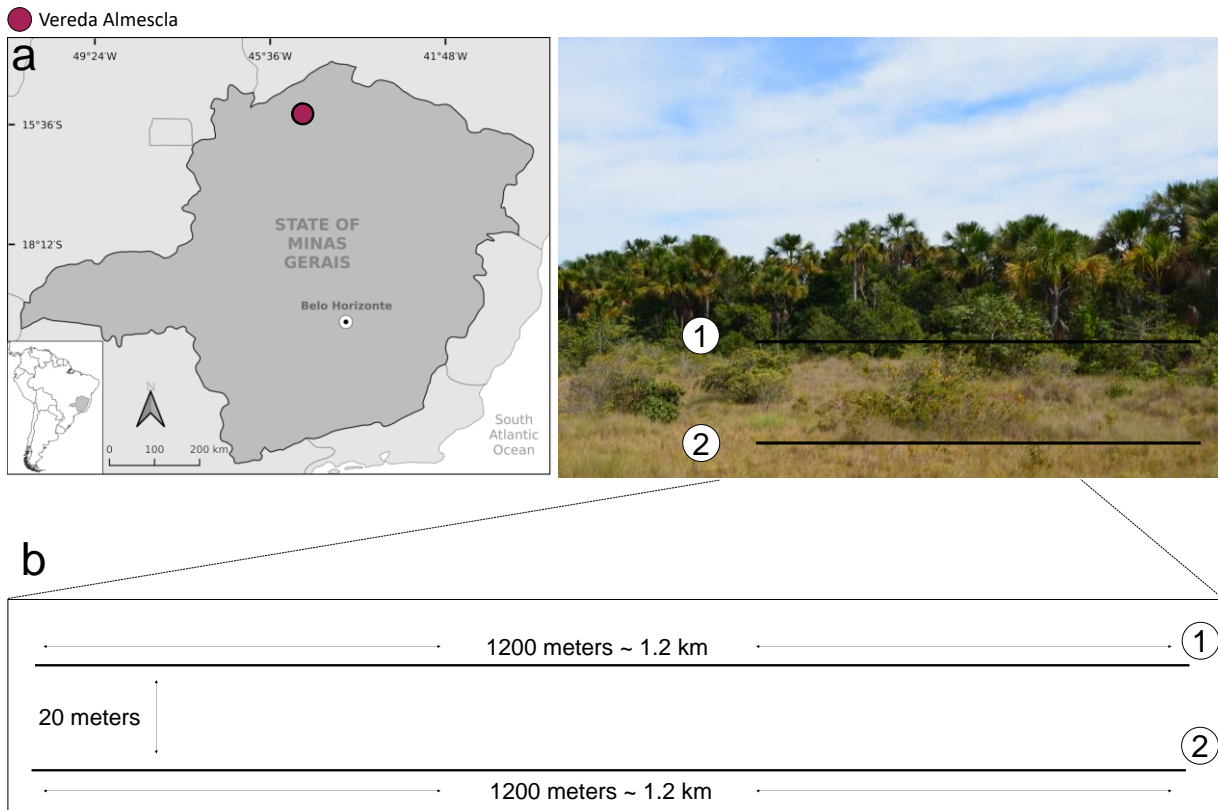 Vereda Almescla
a
49°24'W
45°36'W
41°48'W
15°36'S
18°12'S
STATE OF
MINAS
GERAIS
Belo Horizonte
N
0 100 200 km
South
Atlantic
Ocean
1
2
b
1200 meters ~ 1.2 km
1
20 meters
2
1200 meters ~ 1.2 km